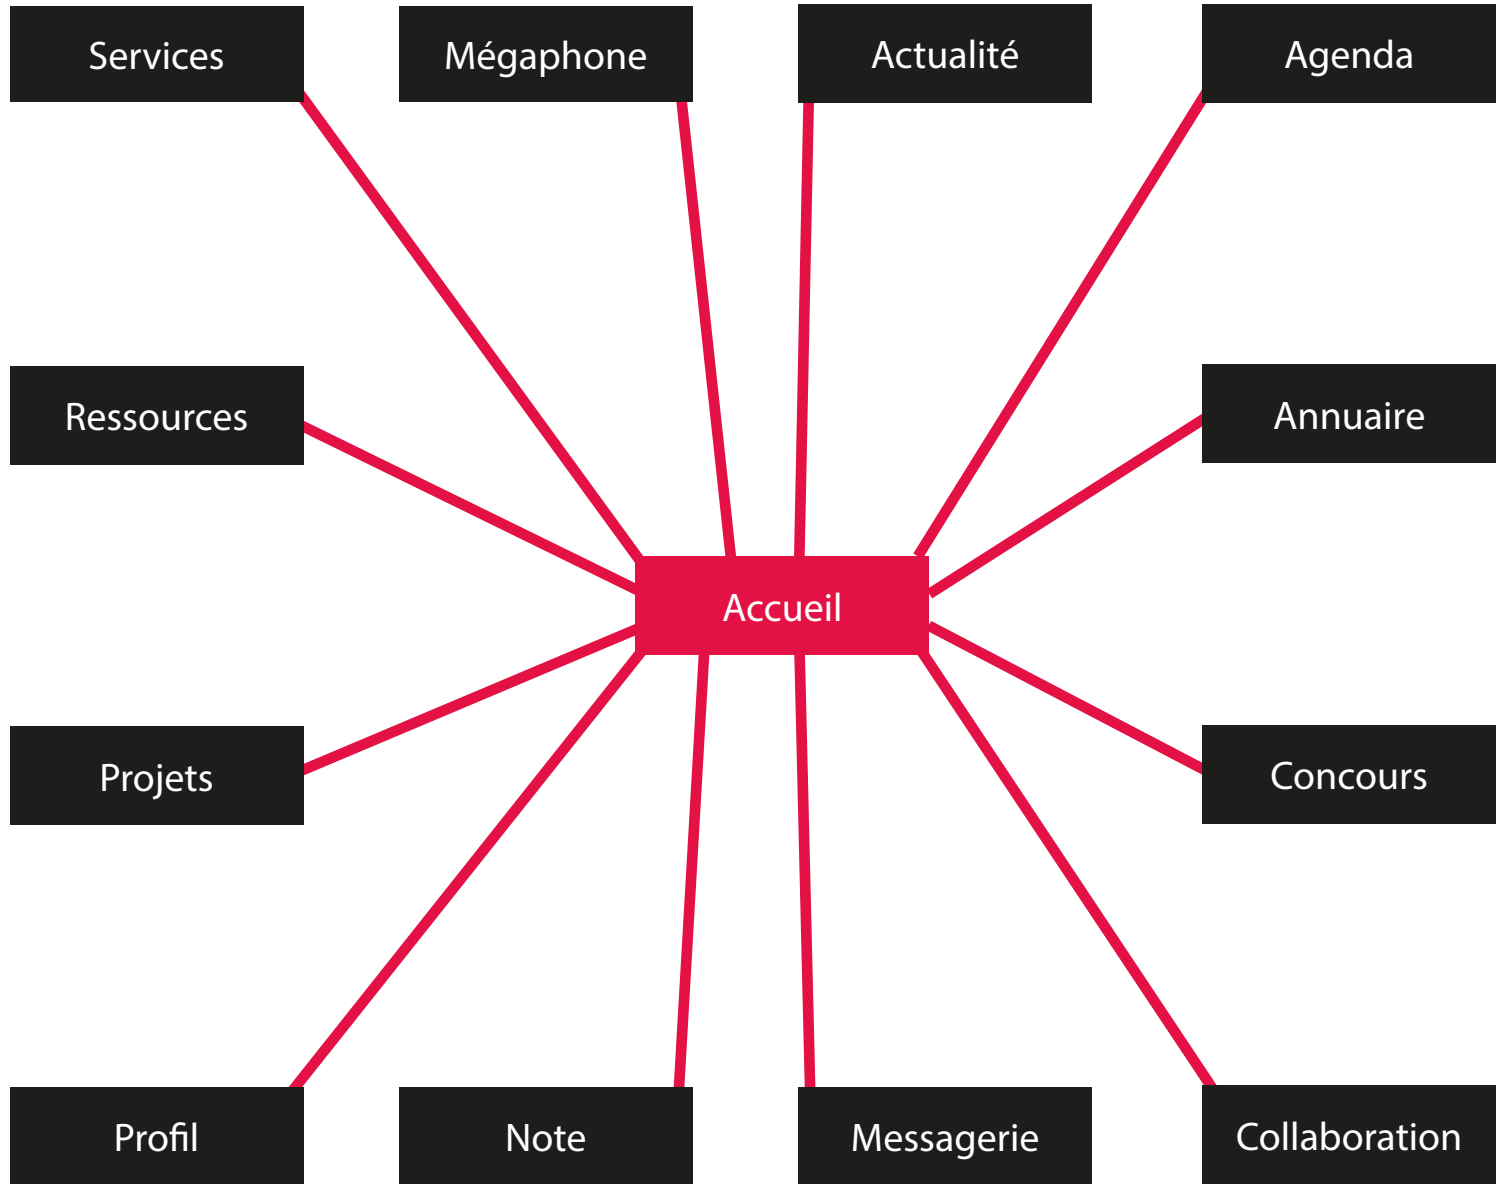 Services
Mégaphone
Actualité
Agenda
Ressources
Annuaire
Accueil
Projets
Concours
Profil
Note
Messagerie
Collaboration